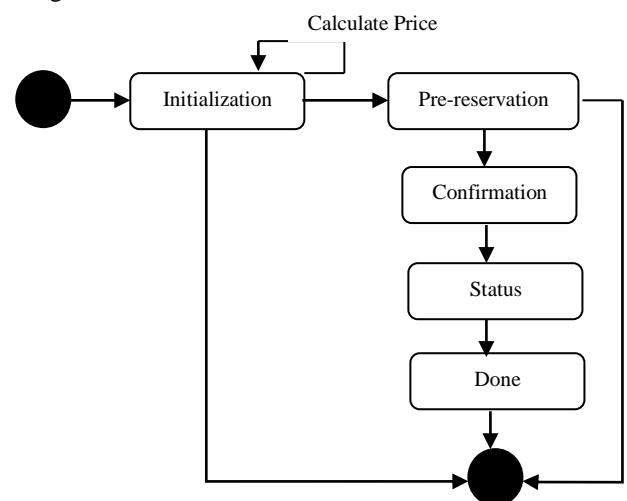 Calculate Price
Initialization
Pre-reservation
Confirmation
Status
Done